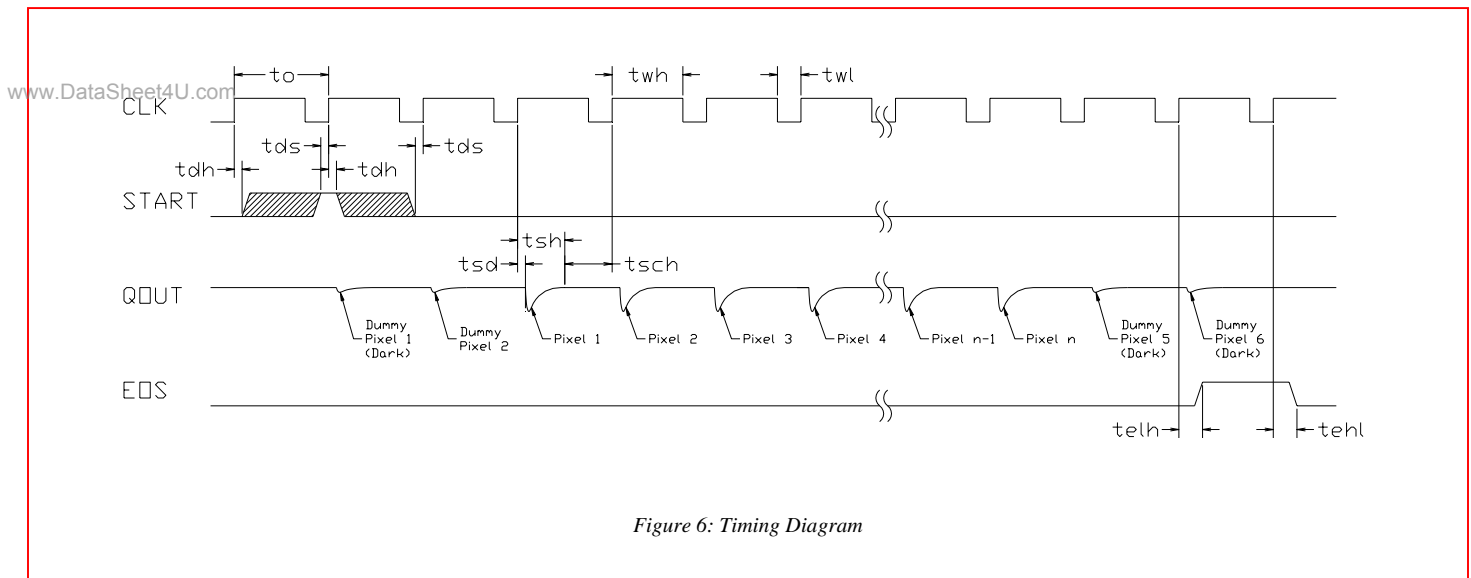 to
twh
twl
www.DataSheet4U.com
CLK
tds
tds
tdh
tdh
START
tsh
tsd
tsch
QOUT
Dummy
Pixel 1
(Dark)
Dummy
Pixel 2
Pixel 1
Pixel 2
Pixel 3
Pixel 4
Pixel n-1
Pixel n
Dummy
Pixel 5
(Dark)
Dummy
Pixel 6
(Dark)
EOS
telh
tehl
Figure 6: Timing Diagram